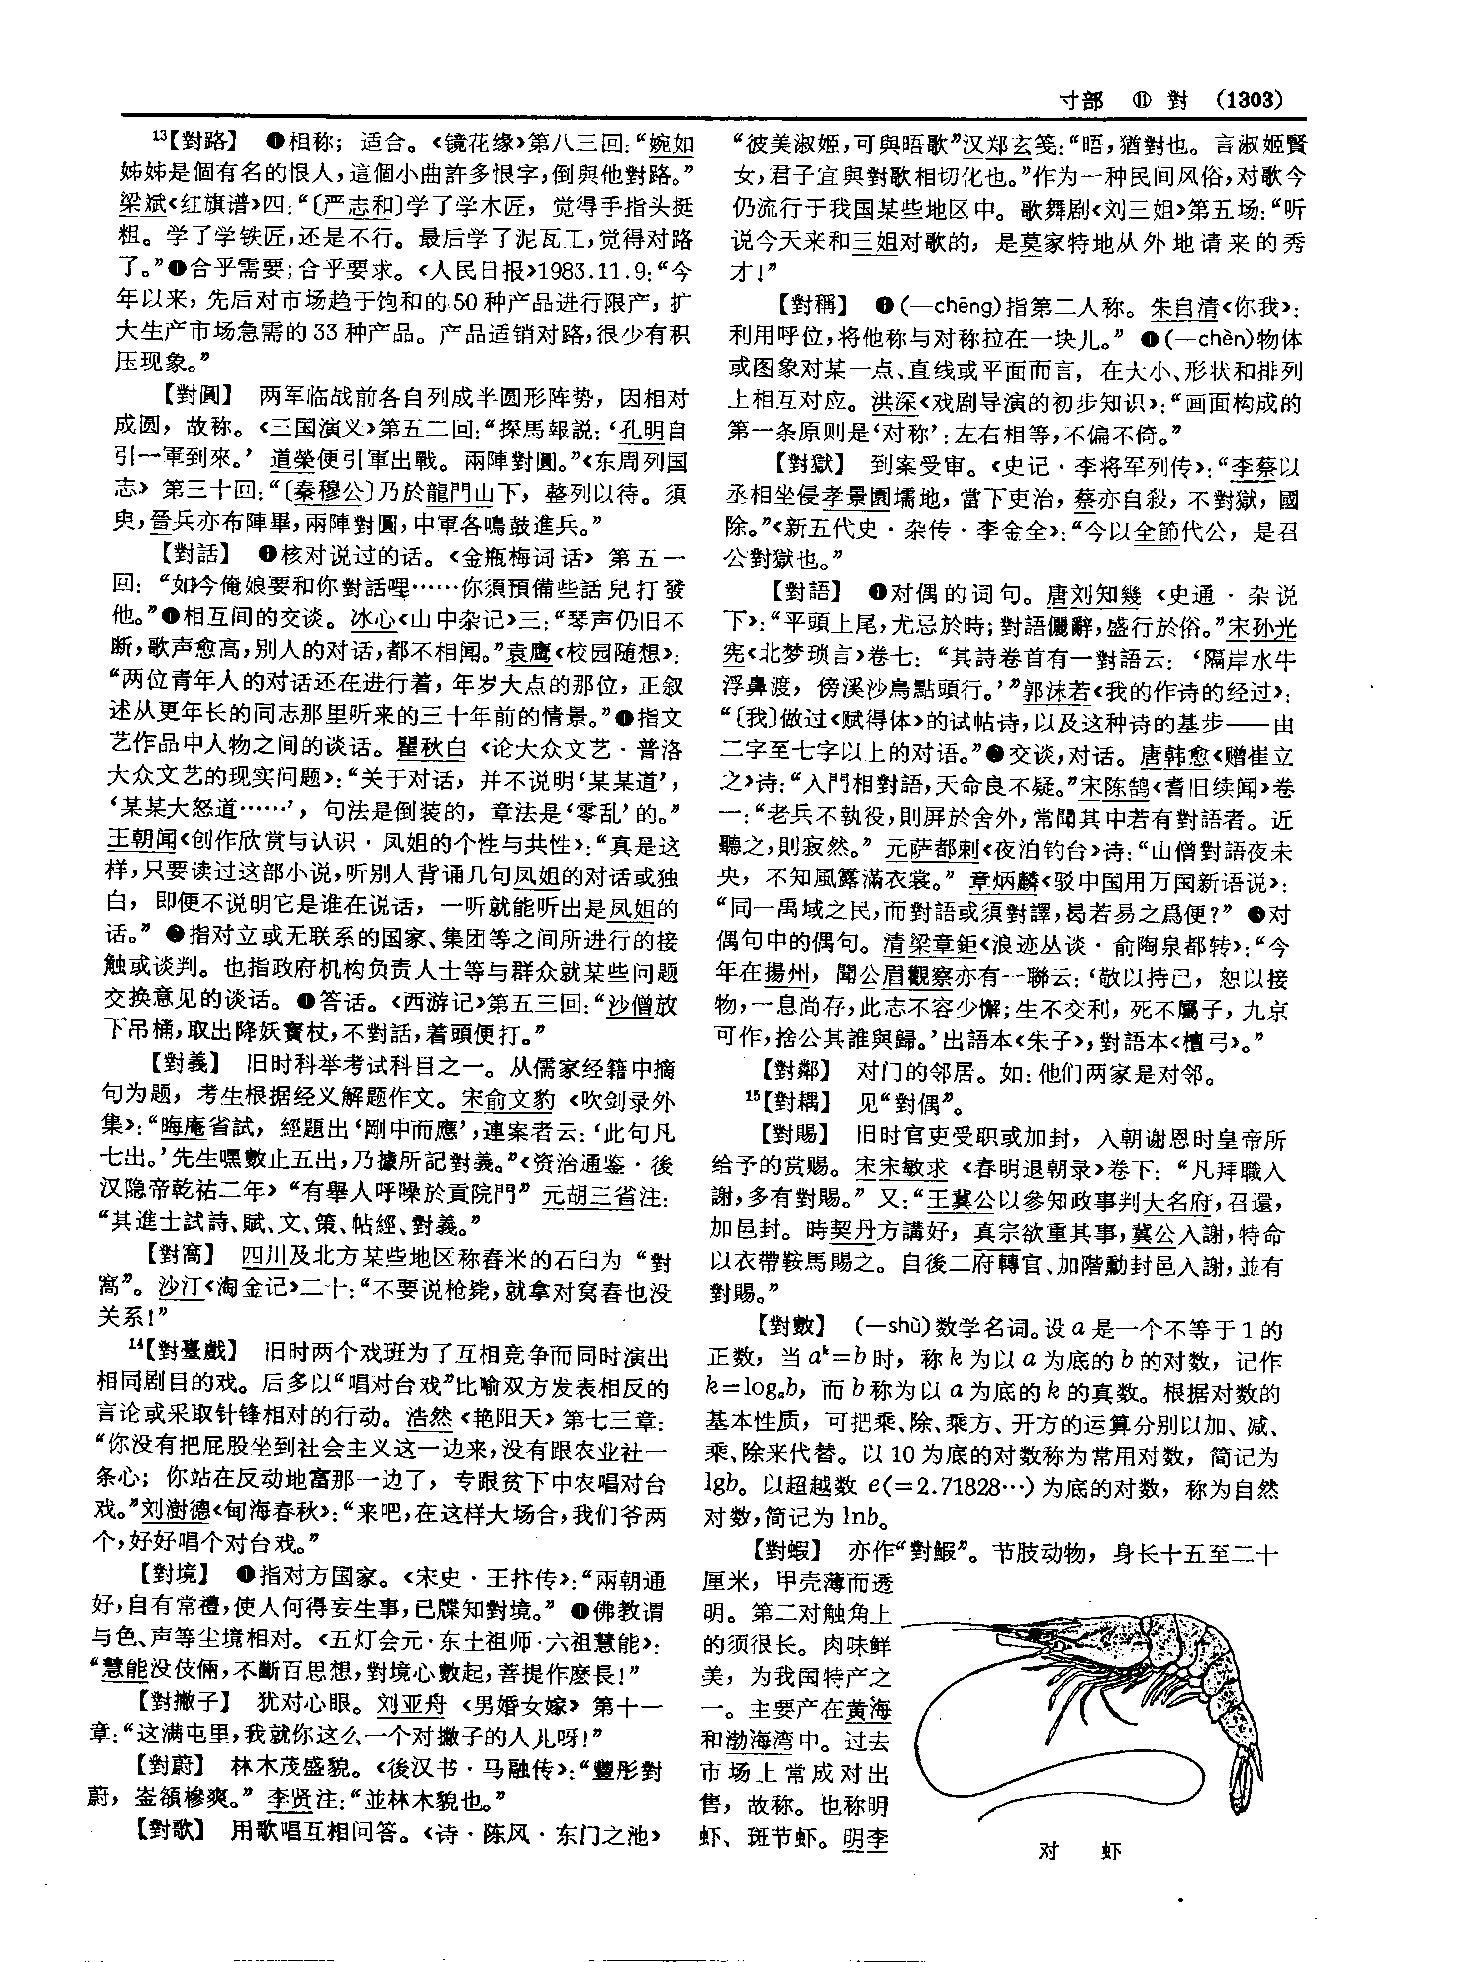 寸部 ⑪ 對 (1303)
13【對路】 ❶相称；适合。《镜花缘》第八三回：“婉如
姊姊是個有名的恨人，這個小曲許多恨字，倒與他對路。”
梁斌《红旗谱》四：“〔严志和〕学了学木匠，觉得手指头挺
粗。学了学铁匠，还是不行。最后学了泥瓦工，觉得对路
了。”❷合乎需要；合乎要求。《人民日报》1983.11.9：“今
年以来，先后对市场趋于饱和的50种产品进行限产，扩
大生产市场急需的33种产品。产品适销对路，很少有积
压现象。”
【對圓】 两军临战前各自列成半圆形阵势，因相对
成圆，故称。《三国演义》第五二回：“探馬報説：‘孔明自
引一軍到來。’道榮便引軍出戰。兩陣對圓。”《东周列国
志》第三十回：“〔秦穆公〕乃於龍門山下，整列以待。須
臾，晉兵亦布陣畢，兩陣對圓，中軍各鳴鼓進兵。”
【對話】 ❶核对说过的话。《金瓶梅词话》第五一
回：“如今俺娘要和你對話哩……你須預備些話兒打發
他。”❷相互间的交谈。冰心《山中杂记》三：“琴声仍旧不
断，歌声愈高，别人的对话，都不相闻。”袁鹰《校园随想》：
“两位青年人的对话还在进行着，年岁大点的那位，正叙
述从更年长的同志那里听来的三十年前的情景。”❸指文
艺作品中人物之间的谈话。瞿秋白《论大众文艺·普洛
大众文艺的现实问题》：“关于对话，并不说明‘某某道’，
‘某某大怒道……’，句法是倒装的，章法是‘零乱’的。”
王朝闻《创作欣赏与认识·凤姐的个性与共性》：“真是这
样，只要读过这部小说，听别人背诵几句凤姐的对话或独
白，即便不说明它是谁在说话，一听就能听出是凤姐的
话。”❹指对立或无联系的国家、集团等之间所进行的接
触或谈判。也指政府机构负责人士等与群众就某些问题
交换意见的谈话。❺答话。《西游记》第五三回：“沙僧放
下吊桶，取出降妖寳杖，不對話，着頭便打。”
【對義】 旧时科举考试科目之一。从儒家经籍中摘
句为题，考生根据经义解题作文。宋俞文豹《吹剑录外
集》：“晦庵省試，經題出‘剛中而應’，連案者云：‘此句凡
七出。’先生嘿數止五出，乃據所記對義。”《资治通鉴·後
汉隐帝乾祐二年》“有舉人呼噪於貢院門”元胡三省注：
“其進士試詩、賦、文、策、帖經、對義。”
【對窩】 四川及北方某些地区称舂米的石臼为“對
窩”。沙汀《淘金记》二十：“不要说枪毙，就拿对窝舂也没
关系！”
14【對臺戲】 旧时两个戏班为了互相竞争而同时演出
相同剧目的戏。后多以“唱对台戏”比喻双方发表相反的
言论或采取针锋相对的行动。浩然《艳阳天》第七三章：
“你没有把屁股坐到社会主义这一边来，没有跟农业社一
条心；你站在反动地富那一边了，专跟贫下中农唱对台
戏。”刘澍德《甸海春秋》：“来吧，在这样大场合，我们爷两
个，好好唱个对台戏。”
【對境】 ❶指对方国家。《宋史·王抃传》：“兩朝通
好，自有常禮，使人何得妄生事，已牒知對境。”❷佛教谓
与色、声等尘境相对。《五灯会元·东土祖师·六祖慧能》：
“慧能没伎倆，不斷百思想，對境心數起，菩提作麽長！”
【對撇子】 犹对心眼。刘亚舟《男婚女嫁》第十一
章：“这满屯里，我就你这么一个对撇子的人儿呀！”
【對蔚】 林木茂盛貌。《後汉书·马融传》：“豐彤對
蔚，崟頟槮爽。”李贤注：“並林木貌也。”
【對歌】 用歌唱互相问答。《诗·陈风·东门之池》
“彼美淑姬，可與晤歌”汉郑玄笺：“晤，猶對也。言淑姬賢
女，君子宜與對歌相切化也。”作为一种民间风俗，对歌今
仍流行于我国某些地区中。歌舞剧《刘三姐》第五场：“听
说今天来和三姐对歌的，是莫家特地从外地请来的秀
才！”
【對稱】 ❶(—chēng)指第二人称。朱自清《你我》：
利用呼位，将他称与对称拉在一块儿。”❷(—chèn)物体
或图象对某一点、直线或平面而言，在大小、形状和排列
上相互对应。洪深《戏剧导演的初步知识》：“画面构成的
第一条原则是‘对称’：左右相等，不偏不倚。”
【對獄】 到案受审。《史记·李将军列传》：“李蔡以
丞相坐侵孝景園壖地，當下吏治，蔡亦自殺，不對獄，國
除。”《新五代史·杂传·李金全》：“今以全節代公，是召
公對獄也。”
【對語】 ❶对偶的词句。唐刘知幾《史通·杂说
下》：“平頭上尾，尤忌於時；對語儷辭，盛行於俗。”宋孙光
宪《北梦琐言》卷七：“其詩卷首有一對語云：‘隔岸水牛
浮鼻渡，傍溪沙鳥點頭行。’”郭沫若《我的作诗的经过》：
“〔我〕做过《赋得体》的试帖诗，以及这种诗的基步——由
二字至七字以上的对语。”❷交谈，对话。唐韩愈《赠崔立
之》诗：“入門相對語，天命良不疑。”宋陈鹄《耆旧续闻》卷
一：“老兵不執役，則屏於舍外，常聞其中若有對語者。近
聽之，則寂然。”元萨都剌《夜泊钓台》诗：“山僧對語夜未
央，不知風露滿衣裳。”章炳麟《驳中国用万国新语说》：
“同一禹域之民，而對語或須對譯，曷若易之爲便？”❸对
偶句中的偶句。清梁章鉅《浪迹丛谈·俞陶泉都转》：“今
年在揚州，聞公眉觀察亦有一聯云：‘敬以持己，恕以接
物，一息尚存，此志不容少懈；生不交利，死不屬子，九京
可作，捨公其誰與歸。’出語本《朱子》，對語本《檀弓》。”
【對鄰】 对门的邻居。如：他们两家是对邻。
15【對耦】 见“對偶”。
【對賜】 旧时官吏受职或加封，入朝谢恩时皇帝所
给予的赏赐。宋宋敏求《春明退朝录》卷下：“凡拜職入
謝，多有對賜。”又：“王冀公以參知政事判大名府，召還，
加邑封。時契丹方講好，真宗欲重其事，冀公入謝，特命
以衣帶鞍馬賜之。自後二府轉官、加階勳封邑入謝，並有
對賜。”
【對數】 (—shù)数学名词。设a是一个不等于1的
正数，当aᵏ=b时，称k为以a为底的b的对数，记作
k=logₐb，而b称为以a为底的k的真数。根据对数的
基本性质，可把乘、除、乘方、开方的运算分别以加、减、
乘、除来代替。以10为底的对数称为常用对数，简记为
lgb。以超越数e(=2.71828…)为底的对数，称为自然
对数，简记为lnb。
【對蝦】 亦作“對鰕”。节肢动物，身长十五至二十
厘米，甲壳薄而透
明。第二对触角上
的须很长。肉味鲜
美，为我国特产之
一。主要产在黄海
和渤海湾中。过去
市场上常成对出
售，故称。也称明
虾、斑节虾。明李
对 虾